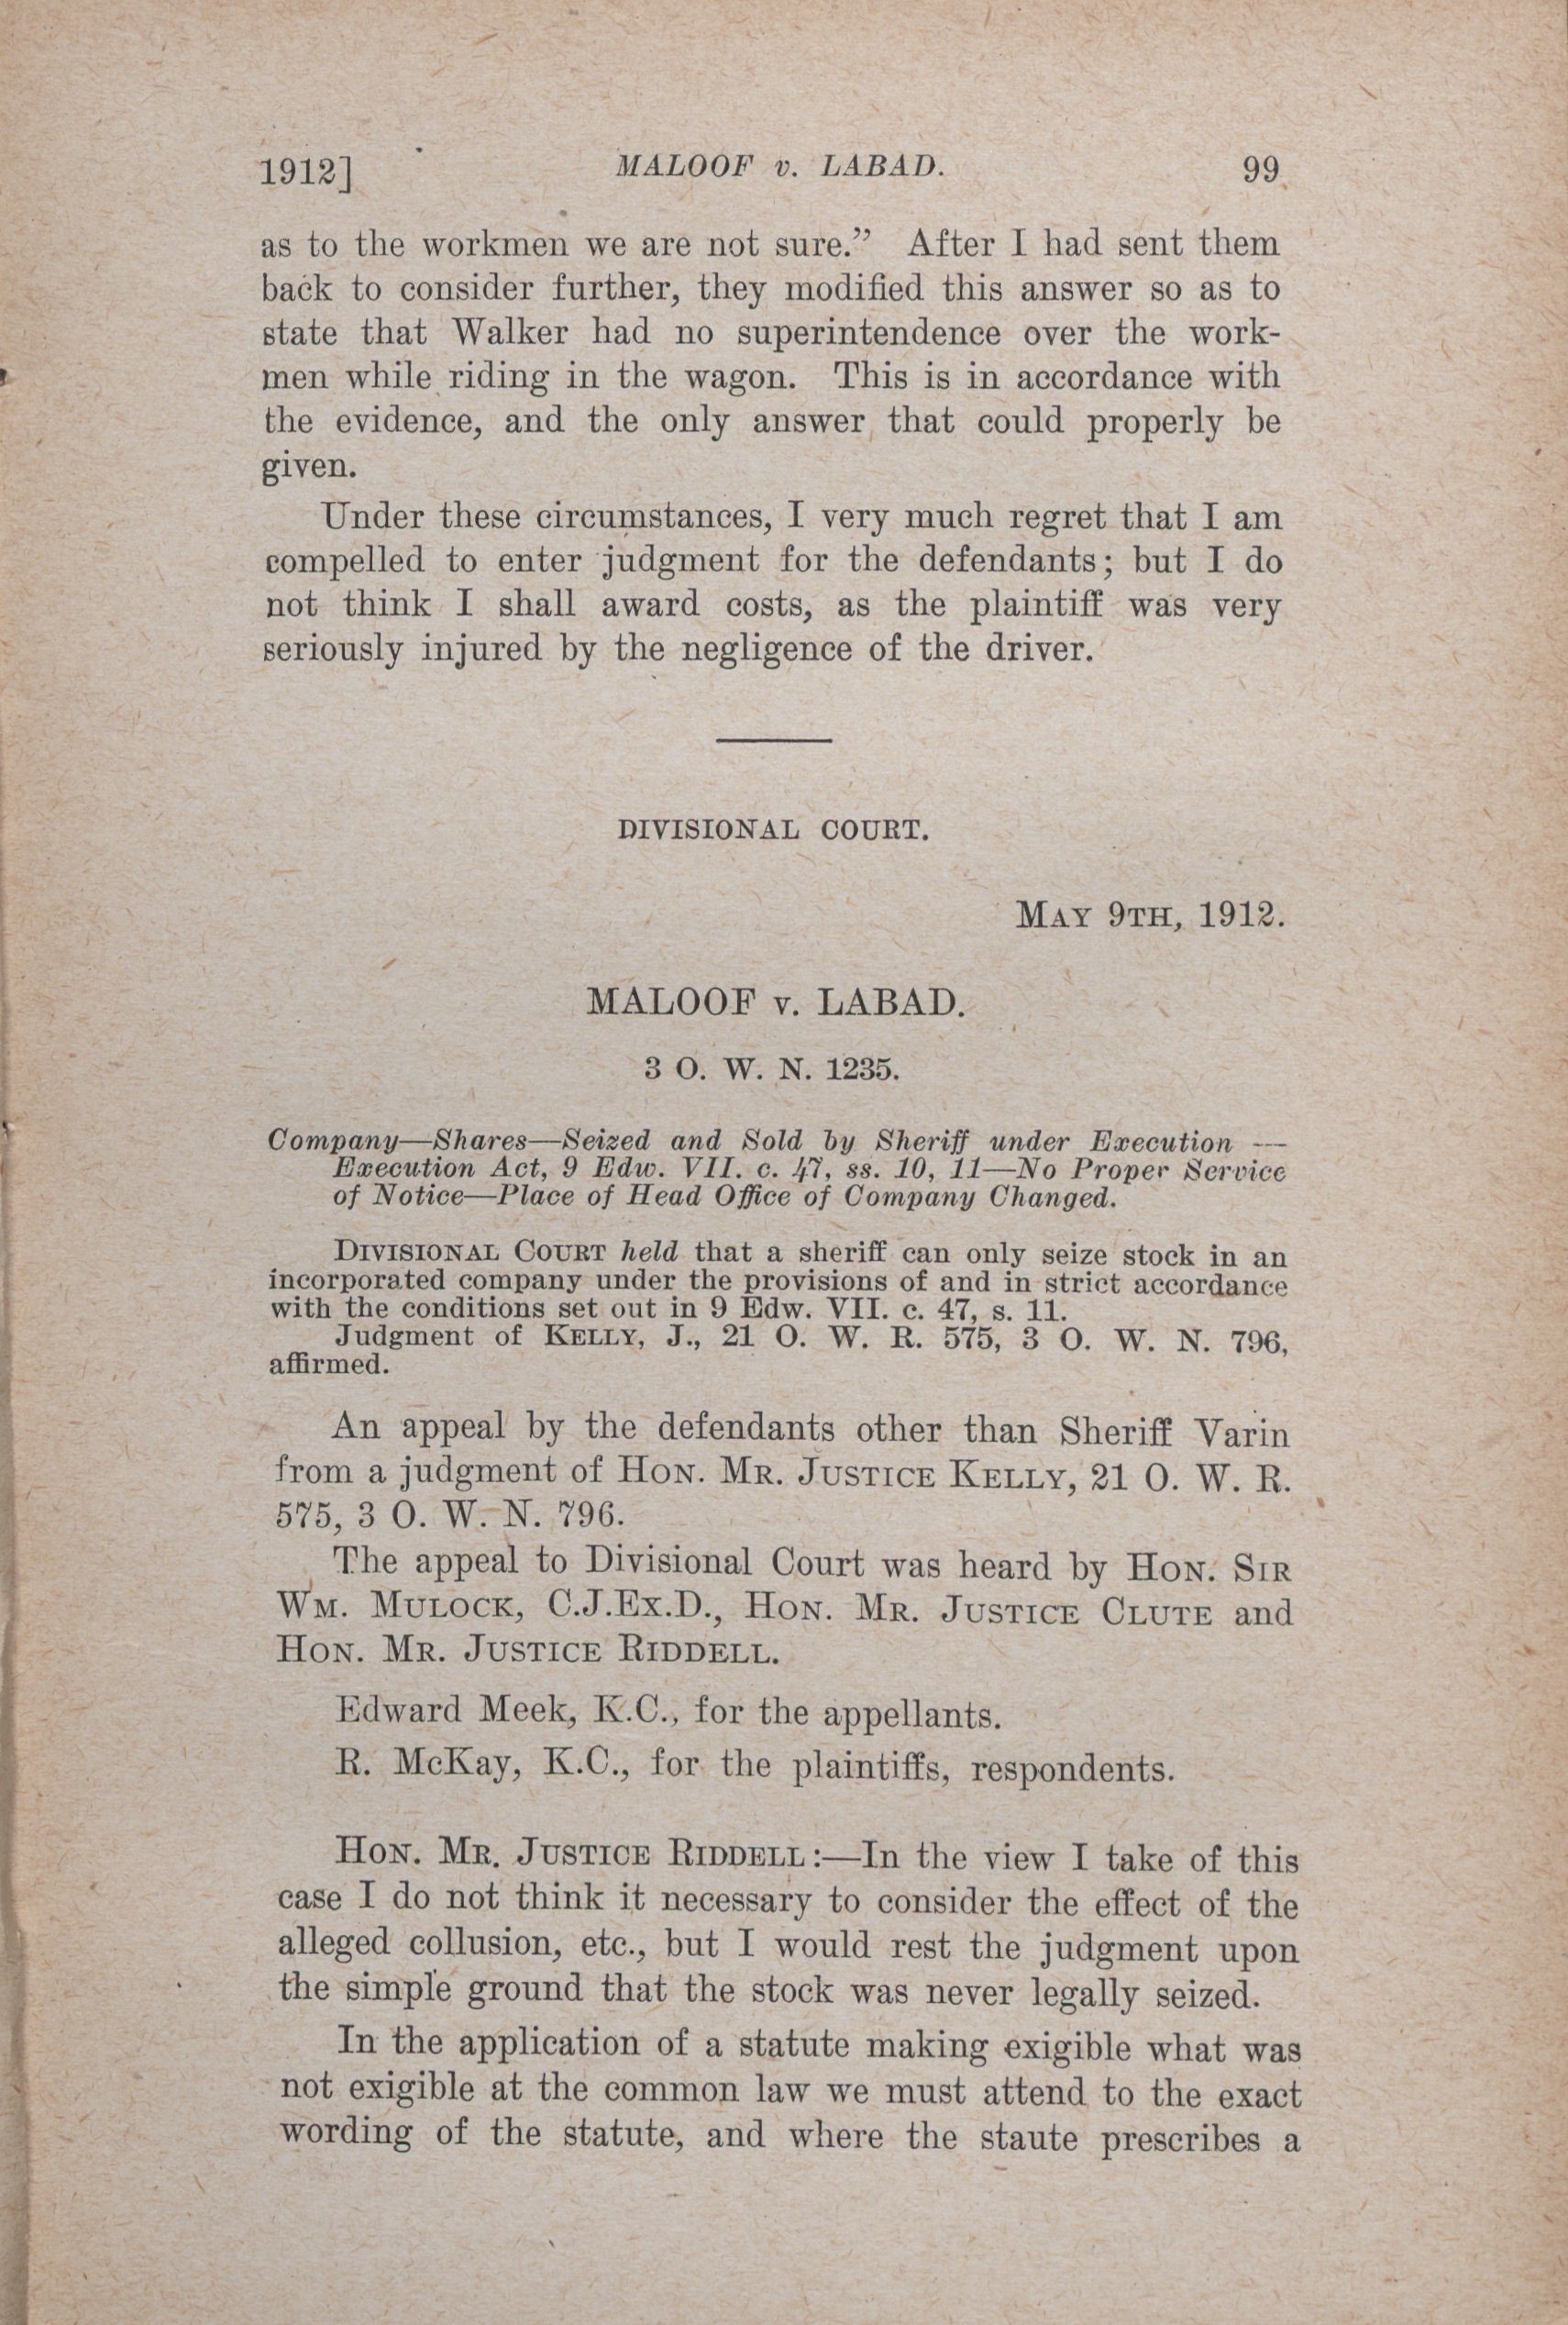 1912] MALOOF v. LABAD. 99
as to the workmen we are not sure.” After I had sent them
back to consider further, they modified this answer so as to
state that Walker had no superintendence over the work-
men while riding in the wagon. This is in accordance with
the evidence, and the only answer that could properly be
given.
Under these circumstances, I very much regret that I am
compelled to enter judgment for the defendants; but I do
not think I shall award costs, as the plaintiff was very
seriously injured by the negligence of the driver.
DIVISIONAL COURT.
MAY 9TH, 1912.
MALOOF v. LABAD.
3 O. W. N. 1235.
Company—Shares—Seized and Sold by Sheriff under Execution —
Execution Act, 9 Edw. VII. c. 47, ss. 10, 11—No Proper Service
of Notice—Place of Head Office of Company Changed.
DIVISIONAL COURT held that a sheriff can only seize stock in an
incorporated company under the provisions of and in strict accordance
with the conditions set out in 9 Edw. VII. c. 47, s. 11.
Judgment of KELLY, J., 21 O. W. R. 575, 3 O. W. N. 796,
affirmed.
An appeal by the defendants other than Sheriff Varin
from a judgment of HON. MR. JUSTICE KELLY, 21 O. W. R.
575, 3 O. W. N. 796.
The appeal to Divisional Court was heard by HON. SIR
WM. MULOCK, C.J.EX.D., HON. MR. JUSTICE CLUTE and
HON. MR. JUSTICE RIDDELL.
Edward Meek, K.C., for the appellants.
R. McKay, K.C., for the plaintiffs, respondents.
HON. MR. JUSTICE RIDDELL:—In the view I take of this
case I do not think it necessary to consider the effect of the
alleged collusion, etc., but I would rest the judgment upon
the simple ground that the stock was never legally seized.
In the application of a statute making exigible what was
not exigible at the common law we must attend to the exact
wording of the statute, and where the staute prescribes a